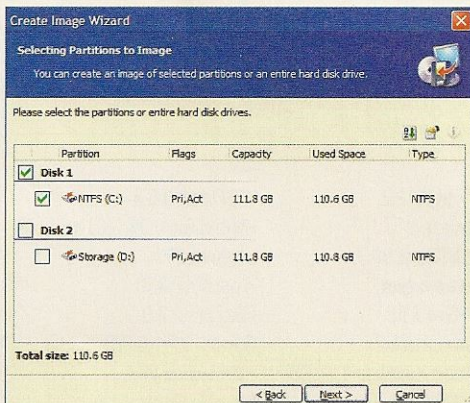 Create Image Wizard
Selecting Partitions to Image
You can create an image of selected partitions or an entire hard disk drive.
Please select the partitions or entire hard disk drives.
Partition Flags Capacity Used Space Type
Disk 1
NTFS (C:) Pri,Act 111.8 GB 110.6 GB NTFS
Disk 2
Storage (D:) Pri,Act 111.8 GB 110.8 GB NTFS
Total size: 110.6 GB
< Back Next > Cancel